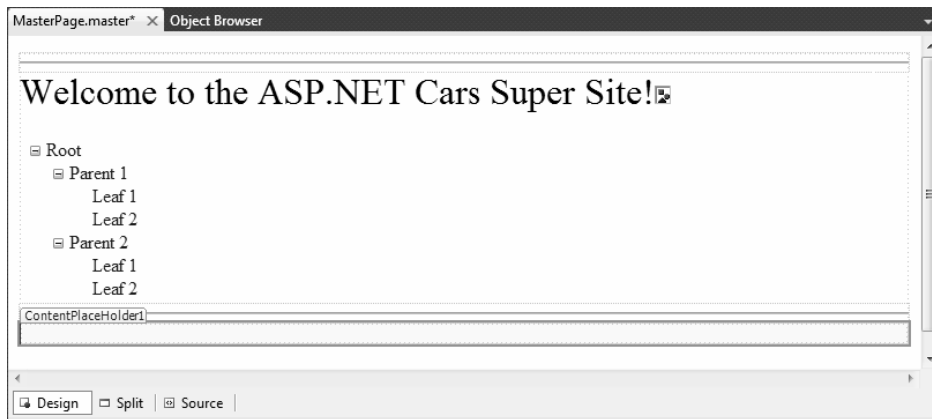 MasterPage.master* × Object Browser
Welcome to the ASP.NET Cars Super Site!
Root
Parent 1
Leaf 1
Leaf 2
Parent 2
Leaf 1
Leaf 2
ContentPlaceHolder1
Design Split Source